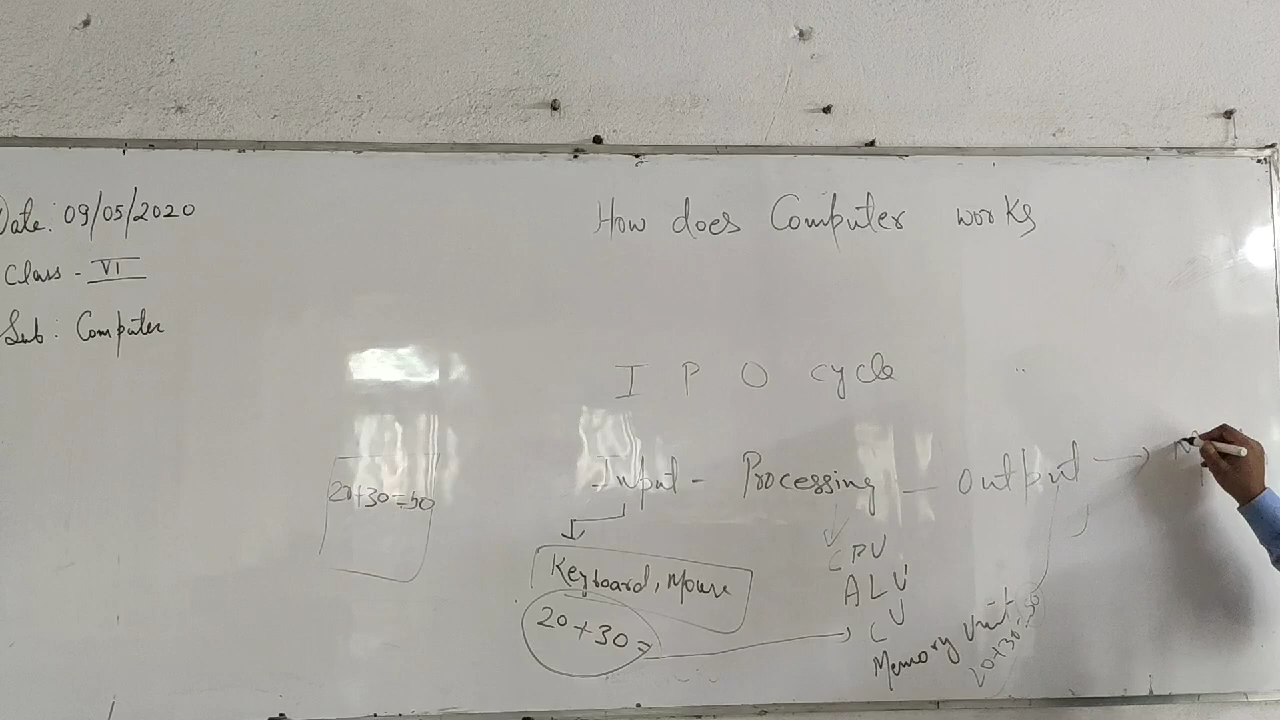 Date: 09/05/2020
Class - VI
Sub: Computer
How does Computer works
I P O cycle
Input - Processing - Output →
20+30=50
Keyboard, Mouse
20+30=
CPU
ALU
CU
Memory Unit
20+30=50